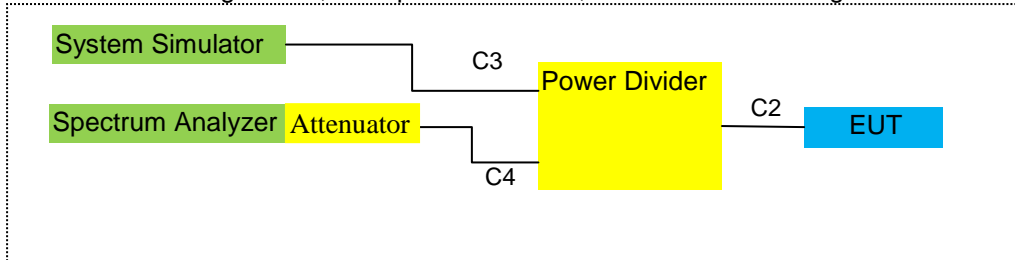 System Simulator
C3
Power Divider
C2
Spectrum Analyzer Attenuator
EUT
C4